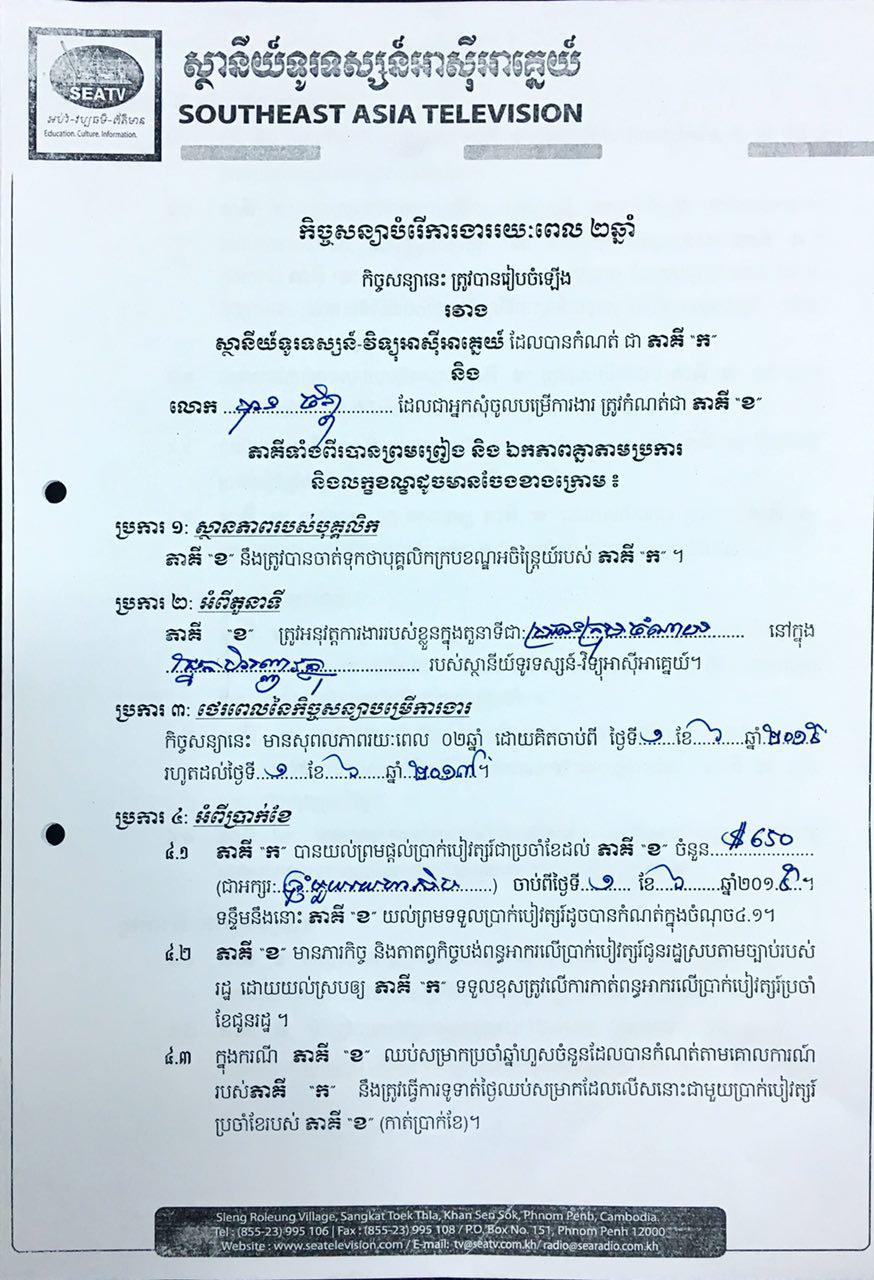 SEATV
អប់រំ-វប្បធម៌-ព័ត៌មាន
Education. Culture. Information.
ស្ថានីយ៍ទូរទស្សន៍អាស៊ីអាគ្នេយ៍
SOUTHEAST ASIA TELEVISION
កិច្ចសន្យាបំរើការងាររយៈពេល ២ឆ្នាំ
កិច្ចសន្យានេះ ត្រូវបានរៀបចំឡើង
រវាង
ស្ថានីយ៍ទូរទស្សន៍-វិទ្យុអាស៊ីអាគ្នេយ៍ ដែលបានកំណត់ ជា ភាគី "ក"
និង
លោក ដែលជាអ្នកសុំចូលបម្រើការងារ ត្រូវកំណត់ជា ភាគី "ខ"
ភាគីទាំងពីរបានព្រមព្រៀង និង ឯកភាពគ្នាតាមប្រការ
និងលក្ខខណ្ឌដូចមានចែងខាងក្រោម ៖
ប្រការ ១: ស្ថានភាពរបស់បុគ្គលិក
ភាគី "ខ" នឹងត្រូវបានចាត់ទុកថាបុគ្គលិកក្របខណ្ឌអចិន្ត្រៃយ៍របស់ ភាគី "ក" ។
ប្រការ ២: អំពីតួនាទី
ភាគី "ខ" ត្រូវអនុវត្តការងាររបស់ខ្លួនក្នុងតួនាទីជា: នៅក្នុង
របស់ស្ថានីយ៍ទូរទស្សន៍-វិទ្យុអាស៊ីអាគ្នេយ៍។
ប្រការ ៣: ថេរពេលនៃកិច្ចសន្យាបម្រើការងារ
កិច្ចសន្យានេះ មានសុពលភាពរយៈពេល ០២ឆ្នាំ ដោយគិតចាប់ពី ថ្ងៃទី ១ ខែ ៦ ឆ្នាំ ២០១៥
រហូតដល់ថ្ងៃទី ១ ខែ ៦ ឆ្នាំ ២០១៧។
ប្រការ ៤: អំពីប្រាក់ខែ
៤.១ ភាគី "ក" បានយល់ព្រមផ្តល់ប្រាក់បៀវត្សរ៍ជាប្រចាំខែដល់ ភាគី "ខ" ចំនួន $650
(ជាអក្សរ: ) ចាប់ពីថ្ងៃទី ១ ខែ ៦ ឆ្នាំ២០១៥។
ទន្ទឹមនឹងនោះ ភាគី "ខ" យល់ព្រមទទួលប្រាក់បៀវត្សរ៍ដូចបានកំណត់ក្នុងចំណុច៤.១។
៤.២ ភាគី "ខ" មានភារកិច្ច និងតាតព្វកិច្ចបង់ពន្ធអាករលើប្រាក់បៀវត្សរ៍ជូនរដ្ឋស្របតាមច្បាប់របស់
រដ្ឋ ដោយយល់ស្របឲ្យ ភាគី "ក" ទទួលខុសត្រូវលើការកាត់ពន្ធអាករលើប្រាក់បៀវត្សរ៍ប្រចាំ
ខែជូនរដ្ឋ ។
៤.៣ ក្នុងករណី ភាគី "ខ" ឈប់សម្រាកប្រចាំឆ្នាំហួសចំនួនដែលបានកំណត់តាមគោលការណ៍
របស់ភាគី "ក" នឹងត្រូវធ្វើការទូទាត់ថ្ងៃឈប់សម្រាកដែលលើសនោះជាមួយប្រាក់បៀវត្សរ៍
ប្រចាំខែរបស់ ភាគី "ខ" (កាត់ប្រាក់ខែ)។
Sleng Roleung Village, Sangkat Toek Thla, Khan Sen Sok, Phnom Penh, Cambodia.
Tel : (855-23) 995 106 | Fax : (855-23) 995 108 / P.O. Box No. 151, Phnom Penh 12000
Website : www.seatelevision.com / E-mail: tv@seatv.com.kh/ radio@searadio.com.kh